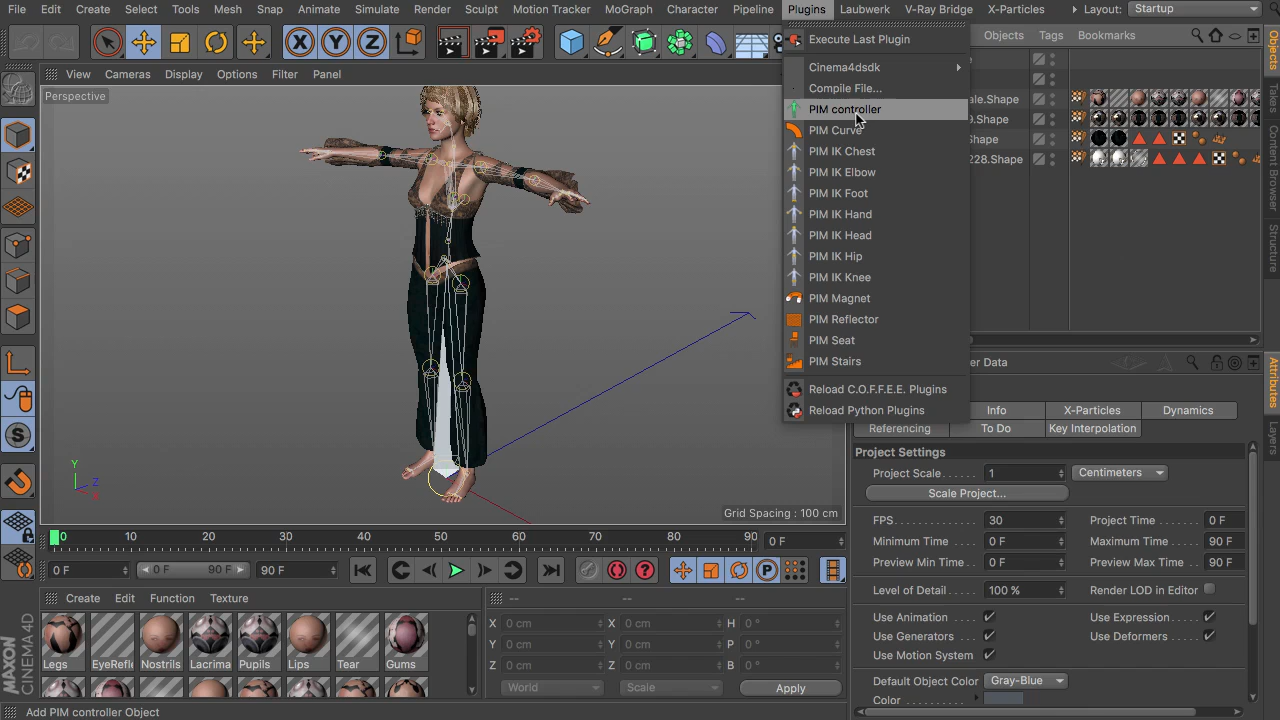 File Edit Create Select Tools Mesh Snap Animate Simulate Render Sculpt Motion Tracker MoGraph Character Pipeline Plugins Laubwerk V-Ray Bridge X-Particles Layout: Startup
Execute Last Plugin
Cinema4dsdk
Compile File...
PIM controller
PIM Curve
PIM IK Chest
PIM IK Elbow
PIM IK Foot
PIM IK Hand
PIM IK Head
PIM IK Hip
PIM IK Knee
PIM Magnet
PIM Reflector
PIM Seat
PIM Stairs
Reload C.O.F.F.E.E. Plugins
Reload Python Plugins
Objects Tags Bookmarks
ale.Shape
9.Shape
Shape
228.Shape
Objects
Takes
Content Browser
Structure
Attributes
Layers
View Cameras Display Options Filter Panel
Perspective
Y
Z
X
Grid Spacing : 100 cm
0 10 20 30 40 50 60 70 80 90 0 F
0 F 0 F 90 F 90 F
Create Edit Function Texture
Legs EyeRefle Nostrils Lacrima Pupils Lips Tear Gums
-- -- --
X 0 cm X 0 cm H 0 °
Y 0 cm Y 0 cm P 0 °
Z 0 cm Z 0 cm B 0 °
World Scale Apply
MAXON
CINEMA 4D
Add PIM controller Object
er Data
Info X-Particles Dynamics
Referencing To Do Key Interpolation
Project Settings
Project Scale 1 Centimeters
Scale Project...
FPS 30 Project Time 0 F
Minimum Time 0 F Maximum Time 90 F
Preview Min Time 0 F Preview Max Time 90 F
Level of Detail 100 % Render LOD in Editor
Use Animation Use Expression
Use Generators Use Deformers
Use Motion System
Default Object Color Gray-Blue
Color